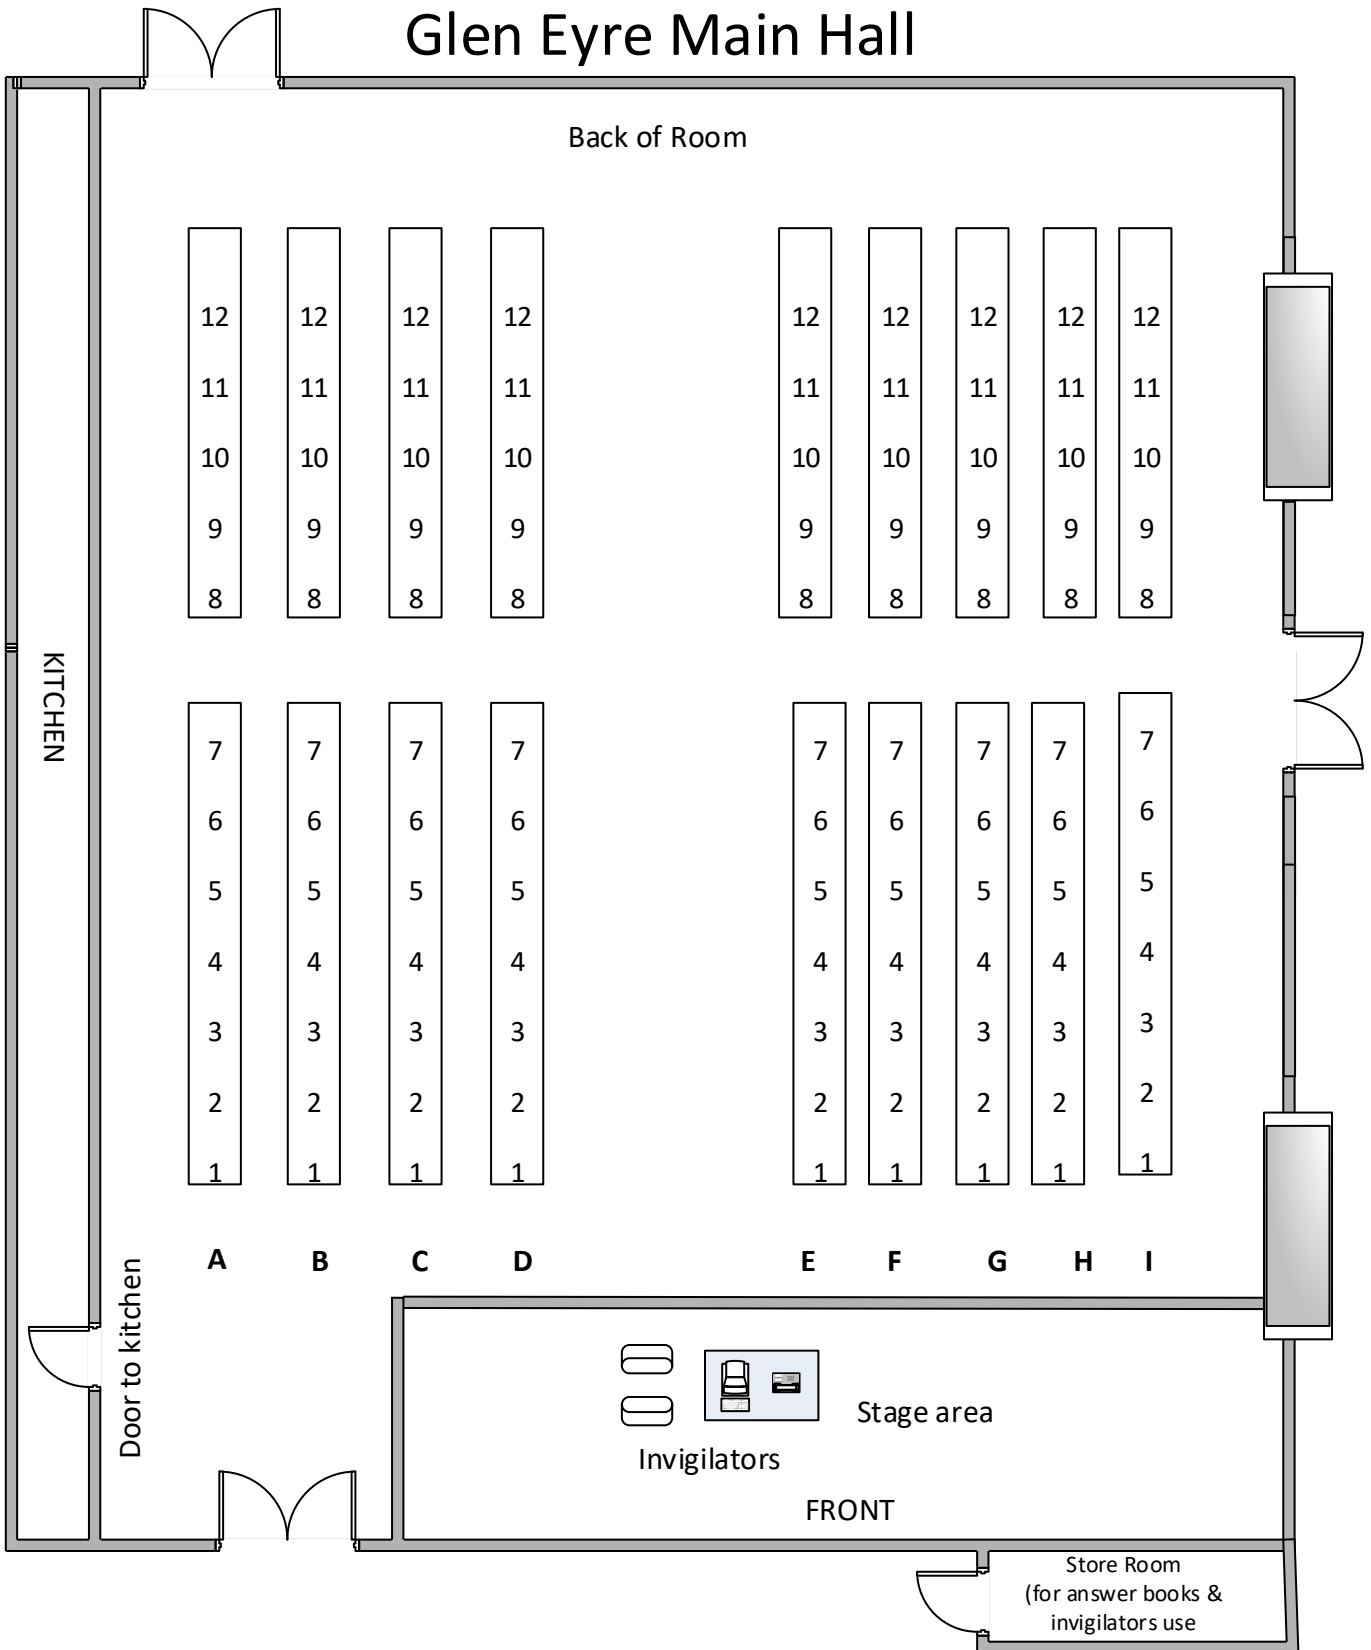 Glen Eyre Main Hall
Back of Room
12 12 12 12 12 12 12 12 12
11 11 11 11 11 11 11 11 11
10 10 10 10 10 10 10 10 10
9 9 9 9 9 9 9 9 9
8 8 8 8 8 8 8 8 8
KITCHEN
7 7 7 7 7 7 7 7 7
6 6 6 6 6 6 6 6 6
5 5 5 5 5 5 5 5 5
4 4 4 4 4 4 4 4 4
3 3 3 3 3 3 3 3 3
2 2 2 2 2 2 2 2 2
1 1 1 1 1 1 1 1 1
A B C D E F G H I
Door to kitchen
Stage area
Invigilators
FRONT
Store Room
(for answer books &
invigilators use